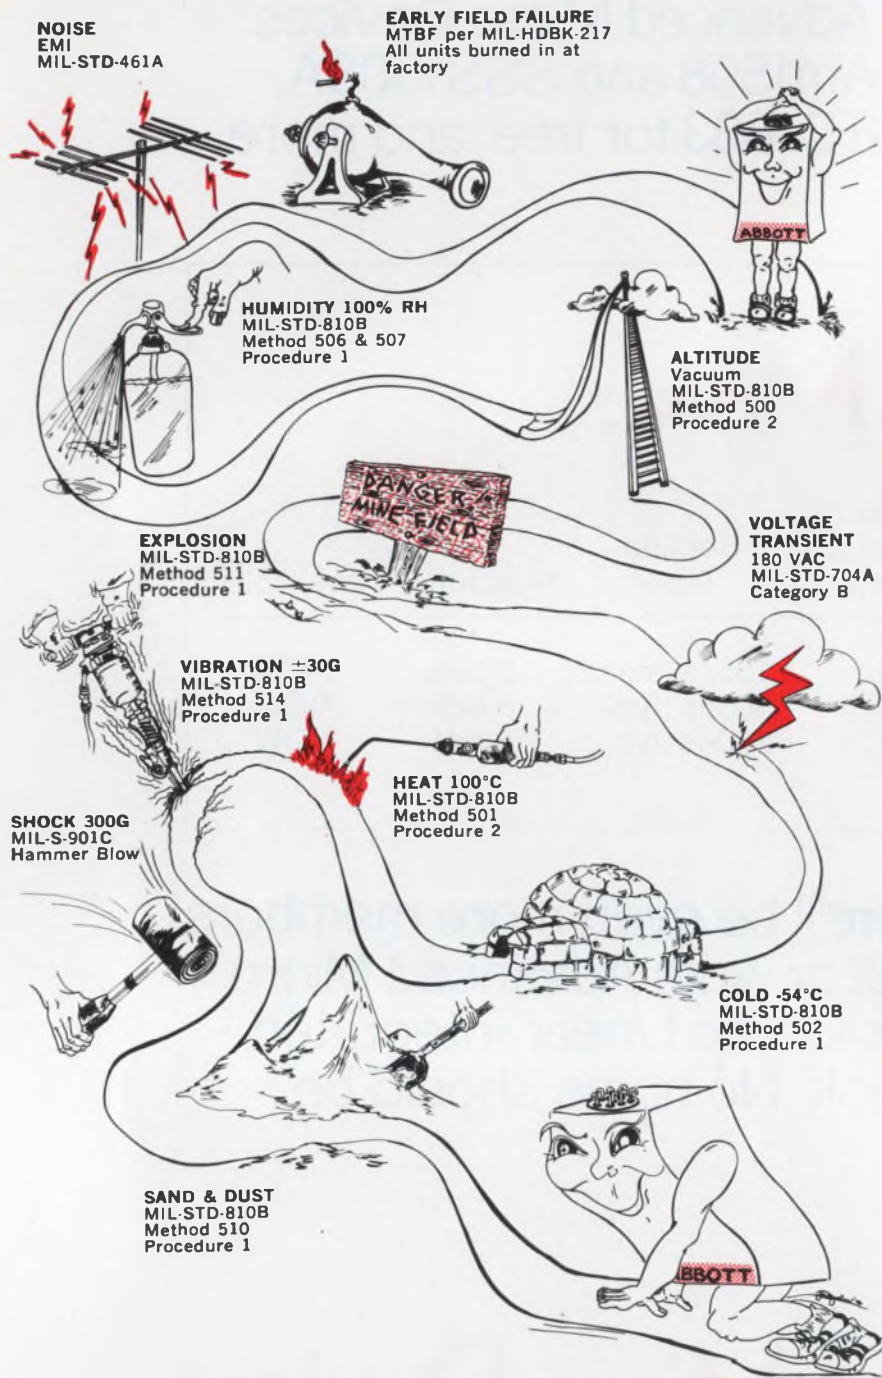 NOISE
EMI
MIL-STD-461A
EARLY FIELD FAILURE
MTBF per MIL-HDBK-217
All units burned in at
factory
ABBOTT
HUMIDITY 100% RH
MIL-STD-810B
Method 506 & 507
Procedure 1
ALTITUDE
Vacuum
MIL-STD-810B
Method 500
Procedure 2
DANGER
MINE FIELD
EXPLOSION
MIL-STD-810B
Method 511
Procedure 1
VOLTAGE
TRANSIENT
180 VAC
MIL-STD-704A
Category B
VIBRATION ±30G
MIL-STD-810B
Method 514
Procedure 1
HEAT 100°C
MIL-STD-810B
Method 501
Procedure 2
SHOCK 300G
MIL-S-901C
Hammer Blow
COLD -54°C
MIL-STD-810B
Method 502
Procedure 1
SAND & DUST
MIL-STD-810B
Method 510
Procedure 1
ABBOTT